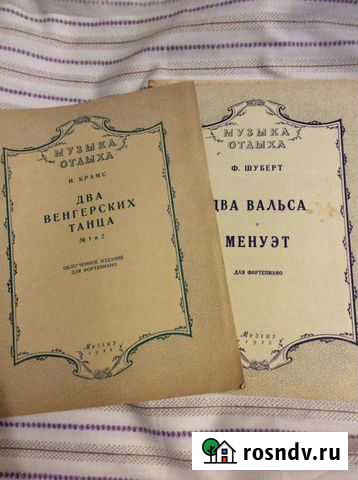 МУЗЫКА
ОТДЫХА
И. БРАМС
ДВА
ВЕНГЕРСКИХ
ТАНЦА
№ 1 и 2
ОБЛЕГЧЕННОЕ ИЗДАНИЕ
ДЛЯ ФОРТЕПИАНО
МУЗГИЗ
МУЗЫКА
ОТДЫХА
Ф. ШУБЕРТ
ДВА ВАЛЬСА
И
МЕНУЭТ
ДЛЯ ФОРТЕПИАНО
МУЗГИЗ
rosndv.ru